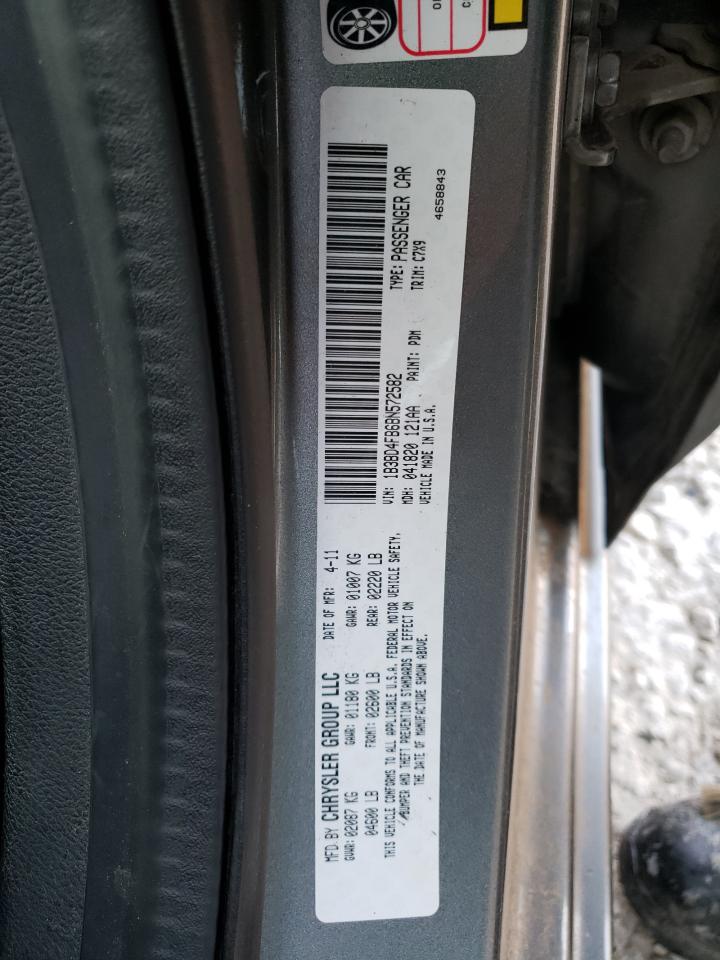 MFD. BY CHRYSLER GROUP LLC DATE OF MFR: 4-11
GVWR: 02087 KG GAWR: 01180 KG GAWR: 01007 KG
04600 LB FRONT: 02600 LB REAR: 02220 LB
THIS VEHICLE CONFORMS TO ALL APPLICABLE U.S.A. FEDERAL MOTOR VEHICLE SAFETY,
BUMPER AND THEFT PREVENTION STANDARDS IN EFFECT ON
THE DATE OF MANUFACTURE SHOWN ABOVE.
VIN: 1B3BD4FB6BN572582 TYPE: PASSENGER CAR
MDH: 041820 121AA PAINT: PDM TRIM: C7X9
VEHICLE MADE IN U.S.A. 4658843